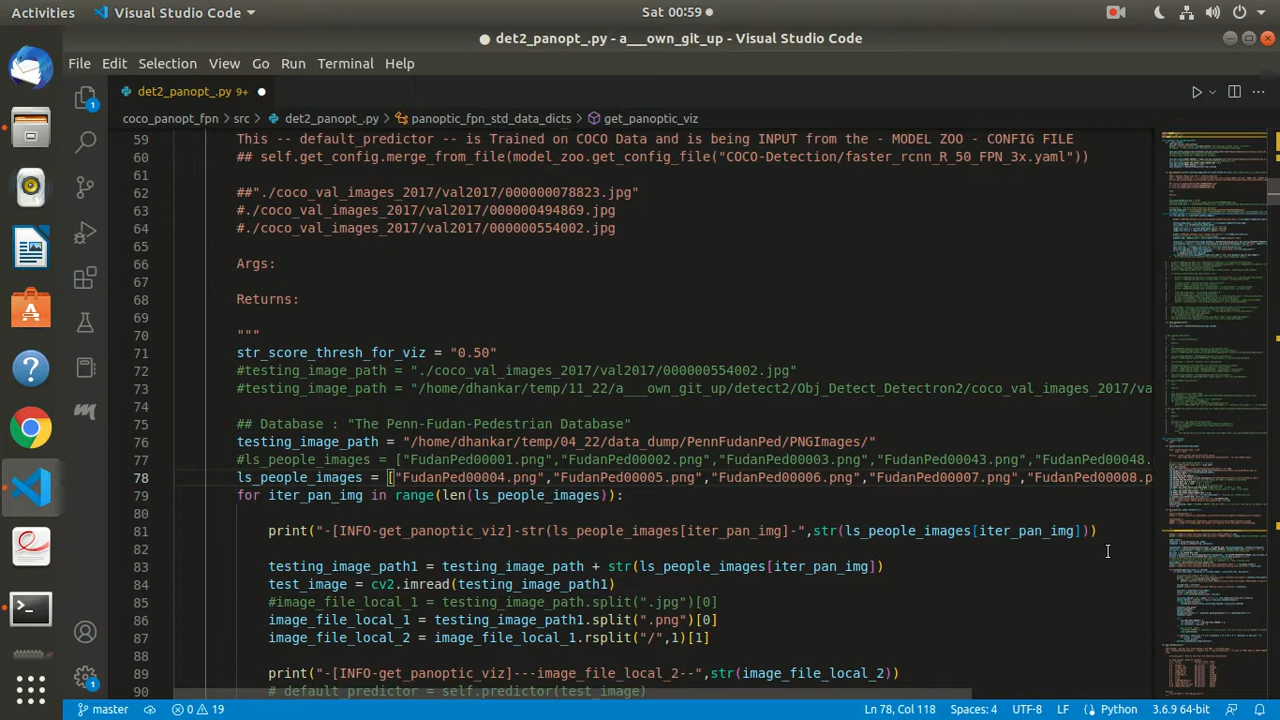 Activities Visual Studio Code Sat 00:59
det2_panopt_.py - a___own_git_up - Visual Studio Code
File Edit Selection View Go Run Terminal Help
det2_panopt_.py 9+
coco_panopt_fpn > src > det2_panopt_.py > panoptic_fpn_std_data_dicts > get_panoptic_viz
59 This -- default_predictor -- is Trained on COCO Data and is being INPUT from the - MODEL ZOO - CONFIG FILE
60 ## self.get_config.merge_from_file(model_zoo.get_config_file("COCO-Detection/faster_rcnn_R_50_FPN_3x.yaml"))
61
62 ##"./coco_val_images_2017/val2017/000000078823.jpg"
63 #./coco_val_images_2017/val2017/000000494869.jpg
64 #./coco_val_images_2017/val2017/000000554002.jpg
65
66 Args:
67
68 Returns:
69
70 """
71 str_score_thresh_for_viz = "0.50"
72 #testing_image_path = "./coco_val_images_2017/val2017/000000554002.jpg"
73 #testing_image_path = "/home/dhankar/temp/11_22/a___own_git_up/detect2/Obj_Detect_Detectron2/coco_val_images_2017/va
74
75 ## Database : "The Penn-Fudan-Pedestrian Database"
76 testing_image_path = "/home/dhankar/temp/04_22/data_dump/PennFudanPed/PNGImages/"
77 #ls_people_images = ["FudanPed00001.png","FudanPed00002.png","FudanPed00003.png","FudanPed00043.png","FudanPed00048.
78 ls_people_images = ["FudanPed00004.png","FudanPed00005.png","FudanPed00006.png","FudanPed00007.png","FudanPed00008.p
79 for iter_pan_img in range(len(ls_people_images)):
80
81 print("-[INFO-get_panoptic_viz]---ls_people_images[iter_pan_img]-",str(ls_people_images[iter_pan_img]))
82
83 testing_image_path1 = testing_image_path + str(ls_people_images[iter_pan_img])
84 test_image = cv2.imread(testing_image_path1)
85 #image_file_local_1 = testing_image_path.split(".jpg")[0]
86 image_file_local_1 = testing_image_path1.split(".png")[0]
87 image_file_local_2 = image_file_local_1.rsplit("/",1)[1]
88
89 print("-[INFO-get_panoptic_viz]---image_file_local_2--",str(image_file_local_2))
90 # default_predictor = self.predictor(test_image)
master 0 19 Ln 78, Col 118 Spaces: 4 UTF-8 LF Python 3.6.9 64-bit